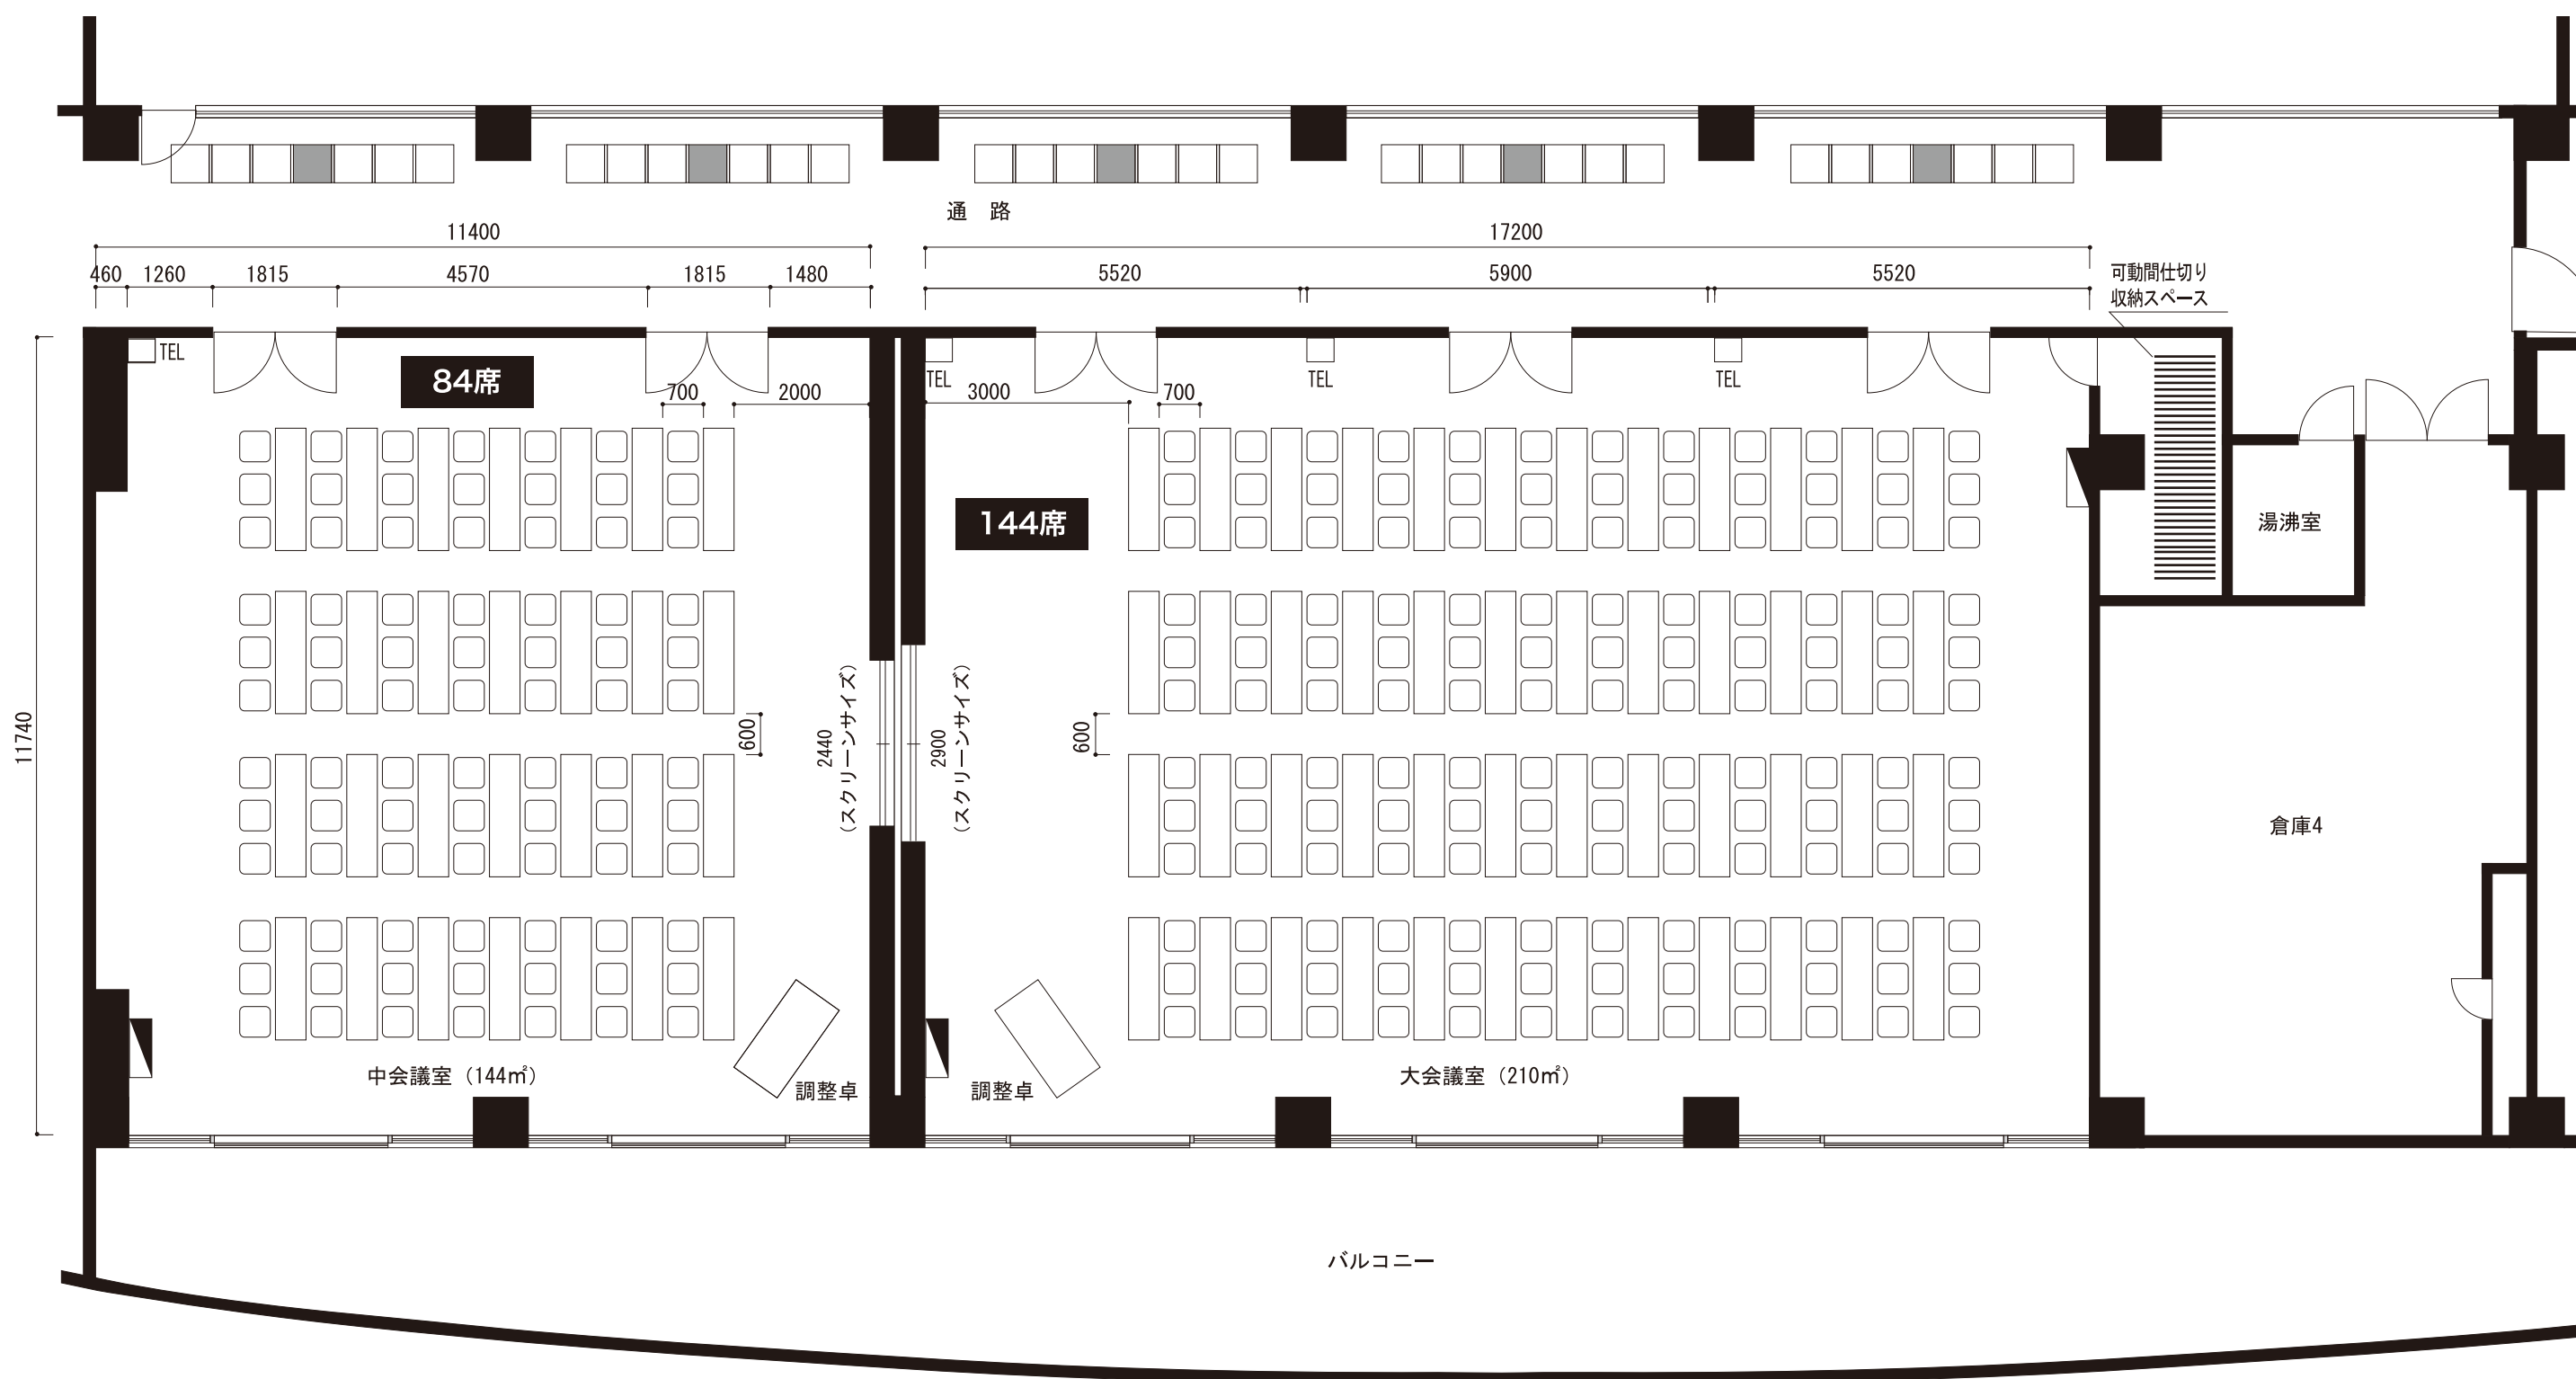 通　路
11400
17200
460
1260
1815
4570
1815
1480
5520
5900
5520
可動間仕切り
収納スペース
TEL
84席
700
2000
TEL
3000
700
TEL
TEL
144席
湯沸室
11740
600
2440
（スクリーンサイズ）
2900
（スクリーンサイズ）
600
倉庫4
中会議室（144㎡）
調整卓
調整卓
大会議室（210㎡）
バルコニー